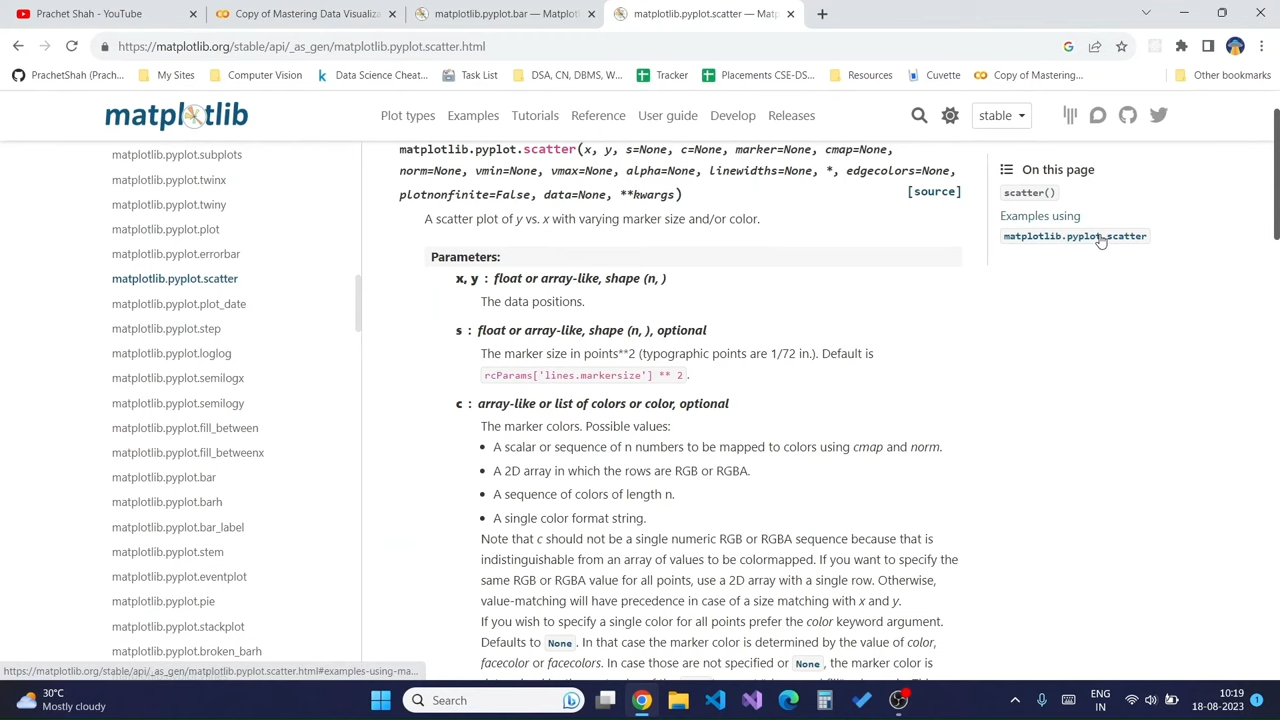 Prachet Shah - YouTube
Copy of Mastering Data Visualiza
matplotlib.pyplot.bar — Matplotl
matplotlib.pyplot.scatter — Matp
https://matplotlib.org/stable/api/_as_gen/matplotlib.pyplot.scatter.html
PrachetShah (Prach...
My Sites
Computer Vision
Data Science Cheat...
Task List
DSA, CN, DBMS, W...
Tracker
Placements CSE-DS...
Resources
Cuvette
Copy of Mastering...
Other bookmarks
matplotlib
Plot types
Examples
Tutorials
Reference
User guide
Develop
Releases
stable
matplotlib.pyplot.subplots
matplotlib.pyplot.twinx
matplotlib.pyplot.twiny
matplotlib.pyplot.plot
matplotlib.pyplot.errorbar
matplotlib.pyplot.scatter
matplotlib.pyplot.plot_date
matplotlib.pyplot.step
matplotlib.pyplot.loglog
matplotlib.pyplot.semilogx
matplotlib.pyplot.semilogy
matplotlib.pyplot.fill_between
matplotlib.pyplot.fill_betweenx
matplotlib.pyplot.bar
matplotlib.pyplot.barh
matplotlib.pyplot.bar_label
matplotlib.pyplot.stem
matplotlib.pyplot.eventplot
matplotlib.pyplot.pie
matplotlib.pyplot.stackplot
matplotlib.pyplot.broken_barh
matplotlib.pyplot.scatter(x, y, s=None, c=None, marker=None, cmap=None,
norm=None, vmin=None, vmax=None, alpha=None, linewidths=None, *, edgecolors=None,
plotnonfinite=False, data=None, **kwargs)
[source]
A scatter plot of y vs. x with varying marker size and/or color.
Parameters:
x, y : float or array-like, shape (n, )
The data positions.
s : float or array-like, shape (n, ), optional
The marker size in points**2 (typographic points are 1/72 in.). Default is
rcParams['lines.markersize'] ** 2.
c : array-like or list of colors or color, optional
The marker colors. Possible values:
• A scalar or sequence of n numbers to be mapped to colors using cmap and norm.
• A 2D array in which the rows are RGB or RGBA.
• A sequence of colors of length n.
• A single color format string.
Note that c should not be a single numeric RGB or RGBA sequence because that is
indistinguishable from an array of values to be colormapped. If you want to specify the
same RGB or RGBA value for all points, use a 2D array with a single row. Otherwise,
value-matching will have precedence in case of a size matching with x and y.
If you wish to specify a single color for all points prefer the color keyword argument.
Defaults to None. In that case the marker color is determined by the value of color,
facecolor or facecolors. In case those are not specified or None, the marker color is
On this page
scatter()
Examples using
matplotlib.pyplot.scatter
https://matplotlib.org/stable/api/_as_gen/matplotlib.pyplot.scatter.html#examples-using-ma...
30°C
Mostly cloudy
Search
ENG
IN
10:19
18-08-2023